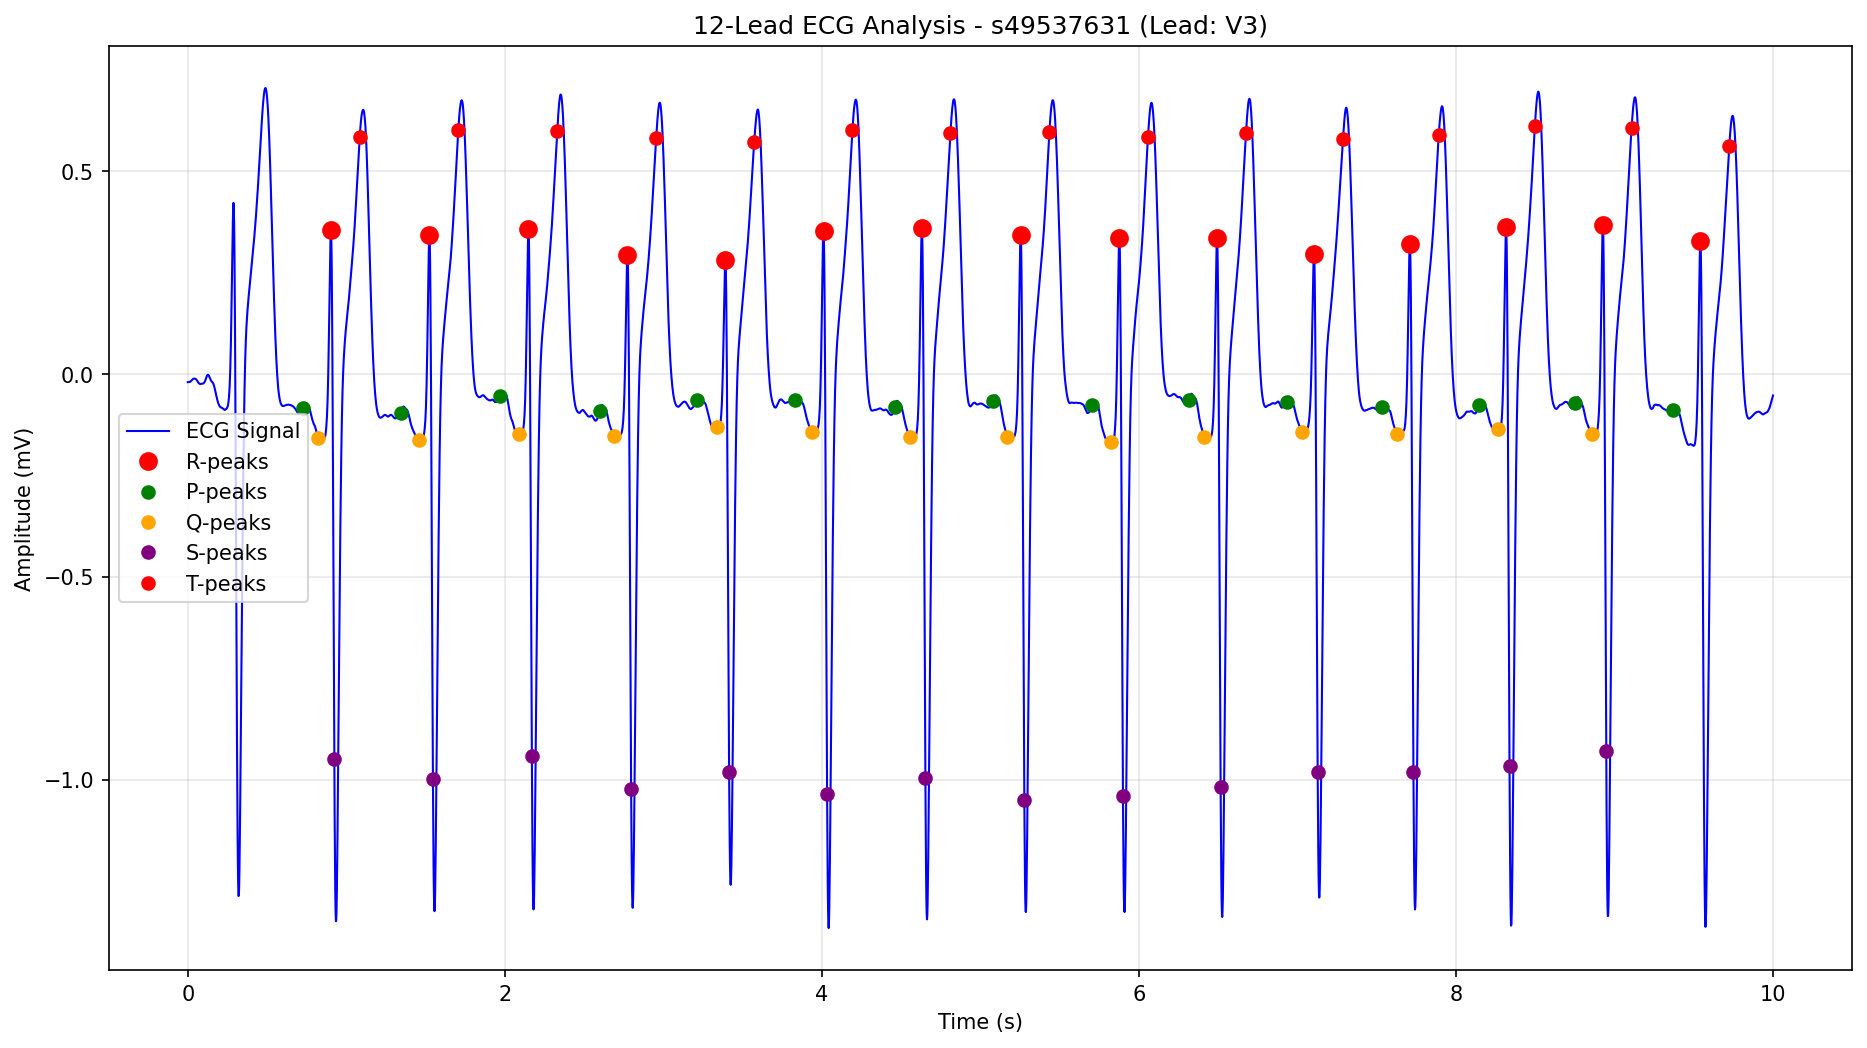 12-Lead ECG Analysis - s49537631 (Lead: V3)
Amplitude (mV)
0.5
0.0
−0.5
−1.0
ECG Signal
R-peaks
P-peaks
Q-peaks
S-peaks
T-peaks
0 2 4 6 8 10
Time (s)